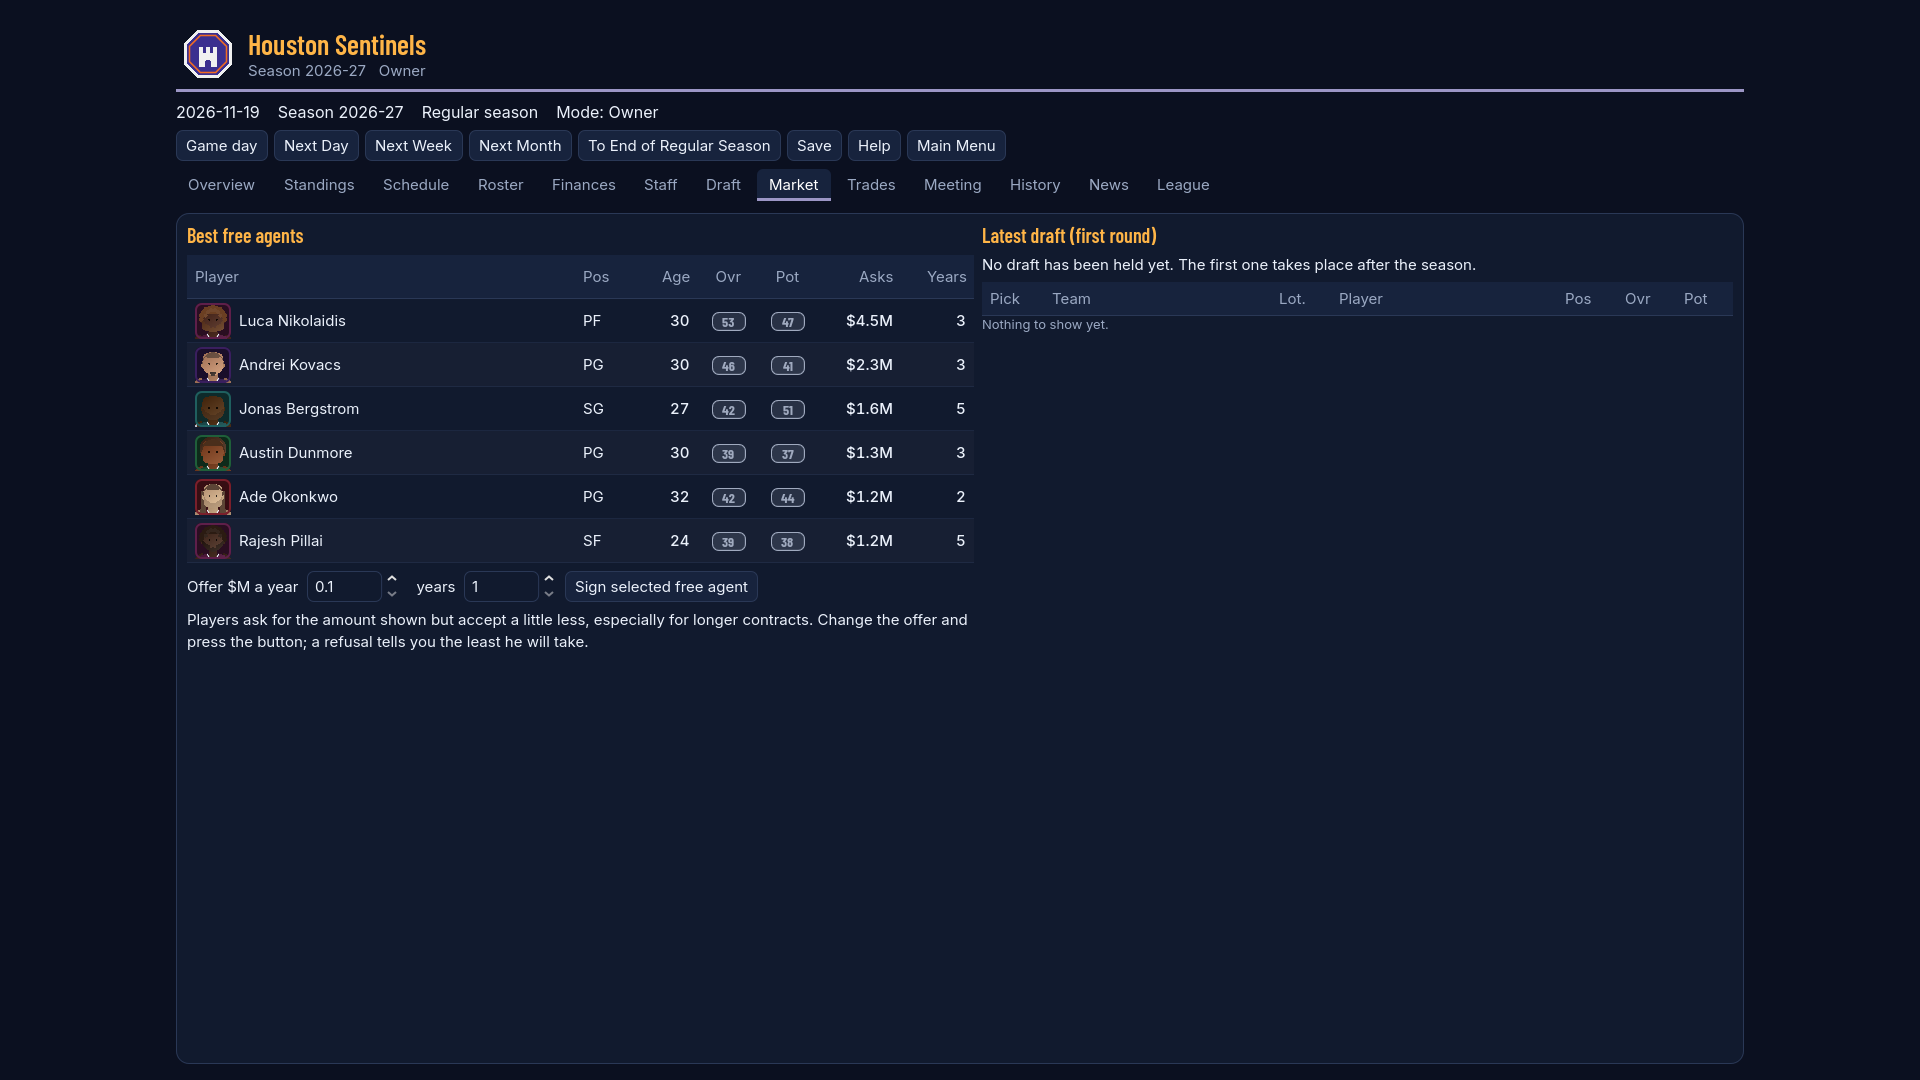 Houston Sentinels
Season 2026-27 Owner
2026-11-19 Season 2026-27 Regular season Mode: Owner
Game day Next Day Next Week Next Month To End of Regular Season Save Help Main Menu
Overview Standings Schedule Roster Finances Staff Draft Market Trades Meeting History News League
Best free agents
Player Pos Age Ovr Pot Asks Years
Luca Nikolaidis PF 30 53 47 $4.5M 3
Andrei Kovacs PG 30 46 41 $2.3M 3
Jonas Bergstrom SG 27 42 51 $1.6M 5
Austin Dunmore PG 30 39 37 $1.3M 3
Ade Okonkwo PG 32 42 44 $1.2M 2
Rajesh Pillai SF 24 39 38 $1.2M 5
Offer $M a year 0.1 years 1 Sign selected free agent
Players ask for the amount shown but accept a little less, especially for longer contracts. Change the offer and
press the button; a refusal tells you the least he will take.
Latest draft (first round)
No draft has been held yet. The first one takes place after the season.
Pick Team Lot. Player Pos Ovr Pot
Nothing to show yet.